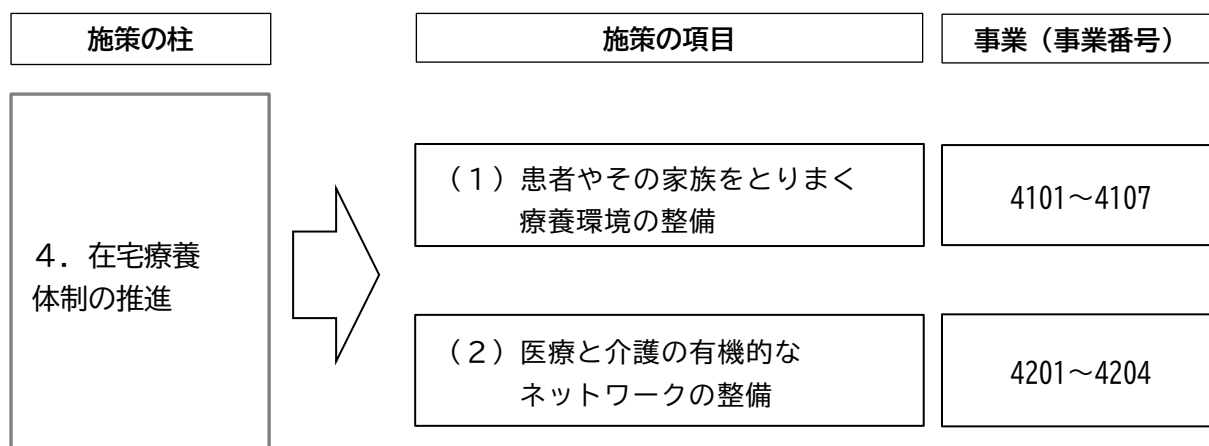 施策の柱
施策の項目
事業（事業番号）
４．在宅療養
体制の推進
（１）患者やその家族をとりまく
療養環境の整備
4101～4107
（２）医療と介護の有機的な
ネットワークの整備
4201～4204